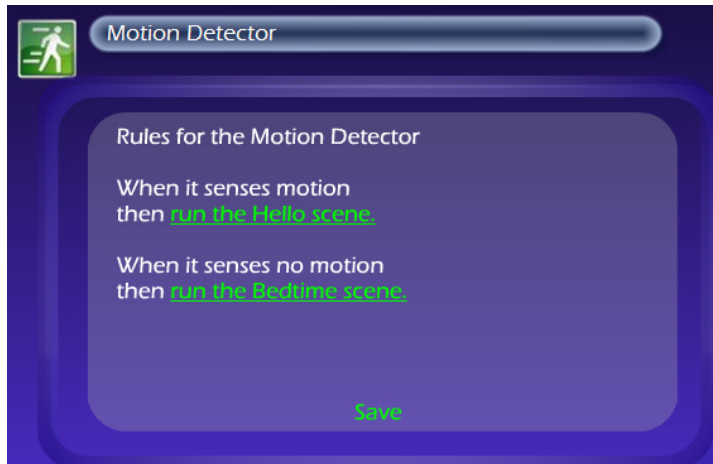 Motion Detector
Rules for the Motion Detector
When it senses motion
then run the Hello scene.
When it senses no motion
then run the Bedtime scene.
Save